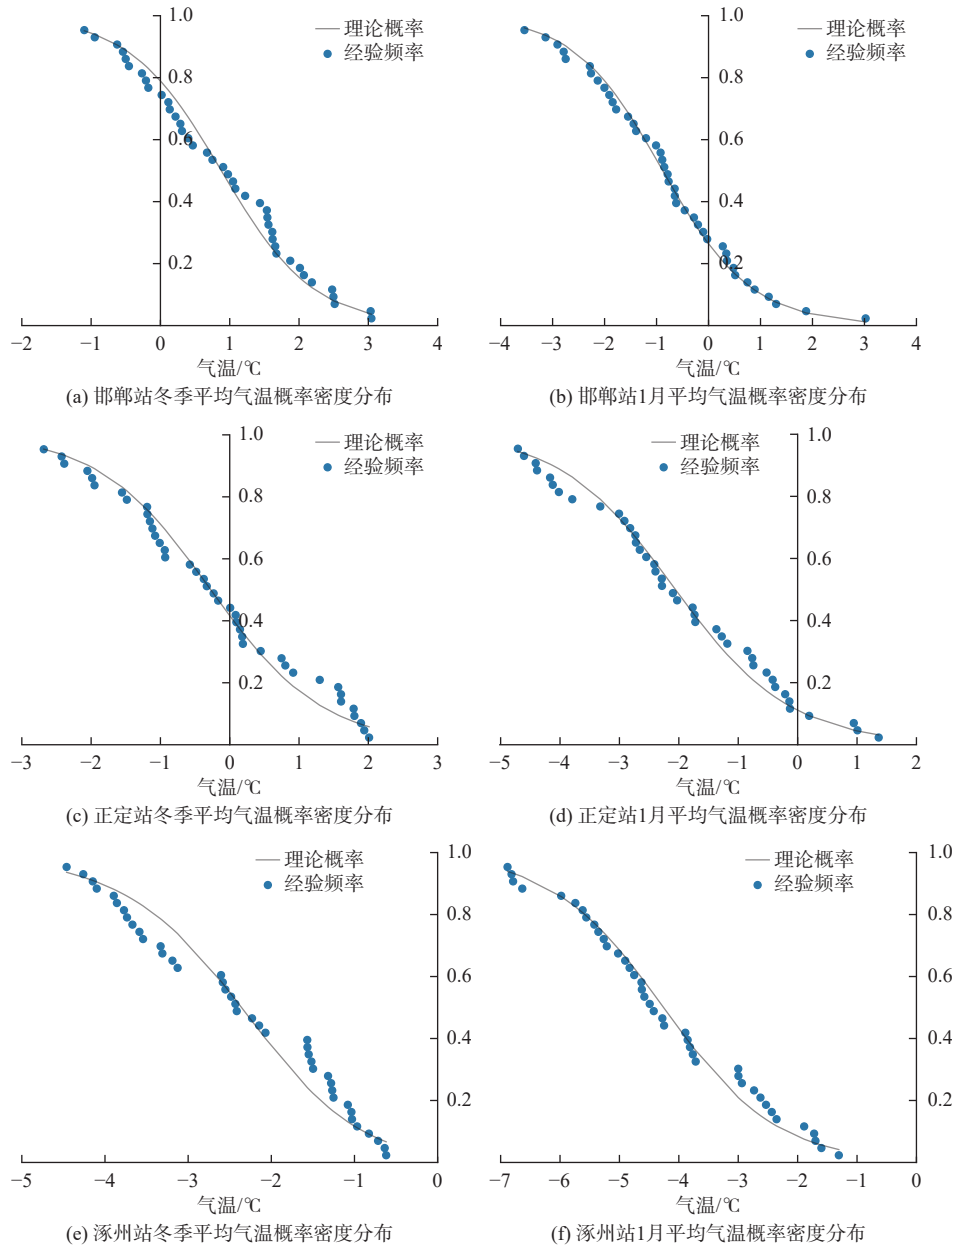 1.0 1.0
理论概率 理论概率
经验频率 经验频率
0.8 0.8
0.6 0.6
0.4 0.4
0.2 0.2
−2 −1 0 1 2 3 4 −4 −3 −2 −1 0 1 2 3 4
气温/℃ 气温/℃
(a) 邯郸站冬季平均气温概率密度分布 (b) 邯郸站1月平均气温概率密度分布
1.0 1.0
理论概率 理论概率
经验频率 经验频率
0.8 0.8
0.6 0.6
0.4 0.4
0.2 0.2
−3 −2 −1 0 1 2 3 −5 −4 −3 −2 −1 0 1 2
气温/℃ 气温/℃
(c) 正定站冬季平均气温概率密度分布 (d) 正定站1月平均气温概率密度分布
1.0 1.0
理论概率 理论概率
经验频率 经验频率
0.8 0.8
0.6 0.6
0.4 0.4
0.2 0.2
−5 −4 −3 −2 −1 0 −7 −6 −5 −4 −3 −2 −1 0
气温/℃ 气温/℃
(e) 涿州站冬季平均气温概率密度分布 (f) 涿州站1月平均气温概率密度分布